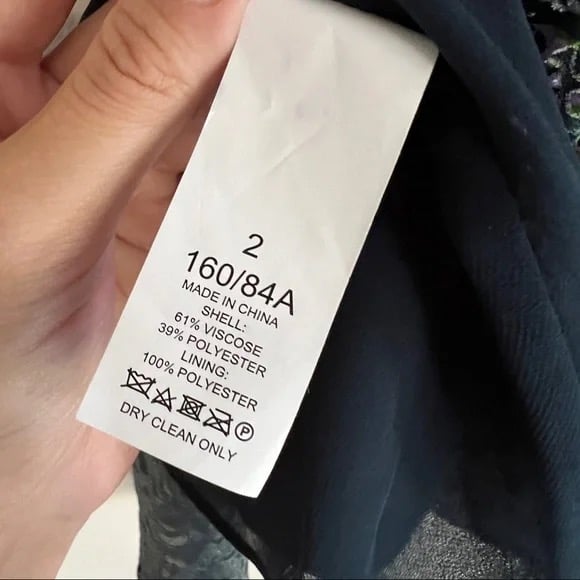 2
160/84A
MADE IN CHINA
SHELL:
61% VISCOSE
39% POLYESTER
LINING:
100% POLYESTER
P
DRY CLEAN ONLY